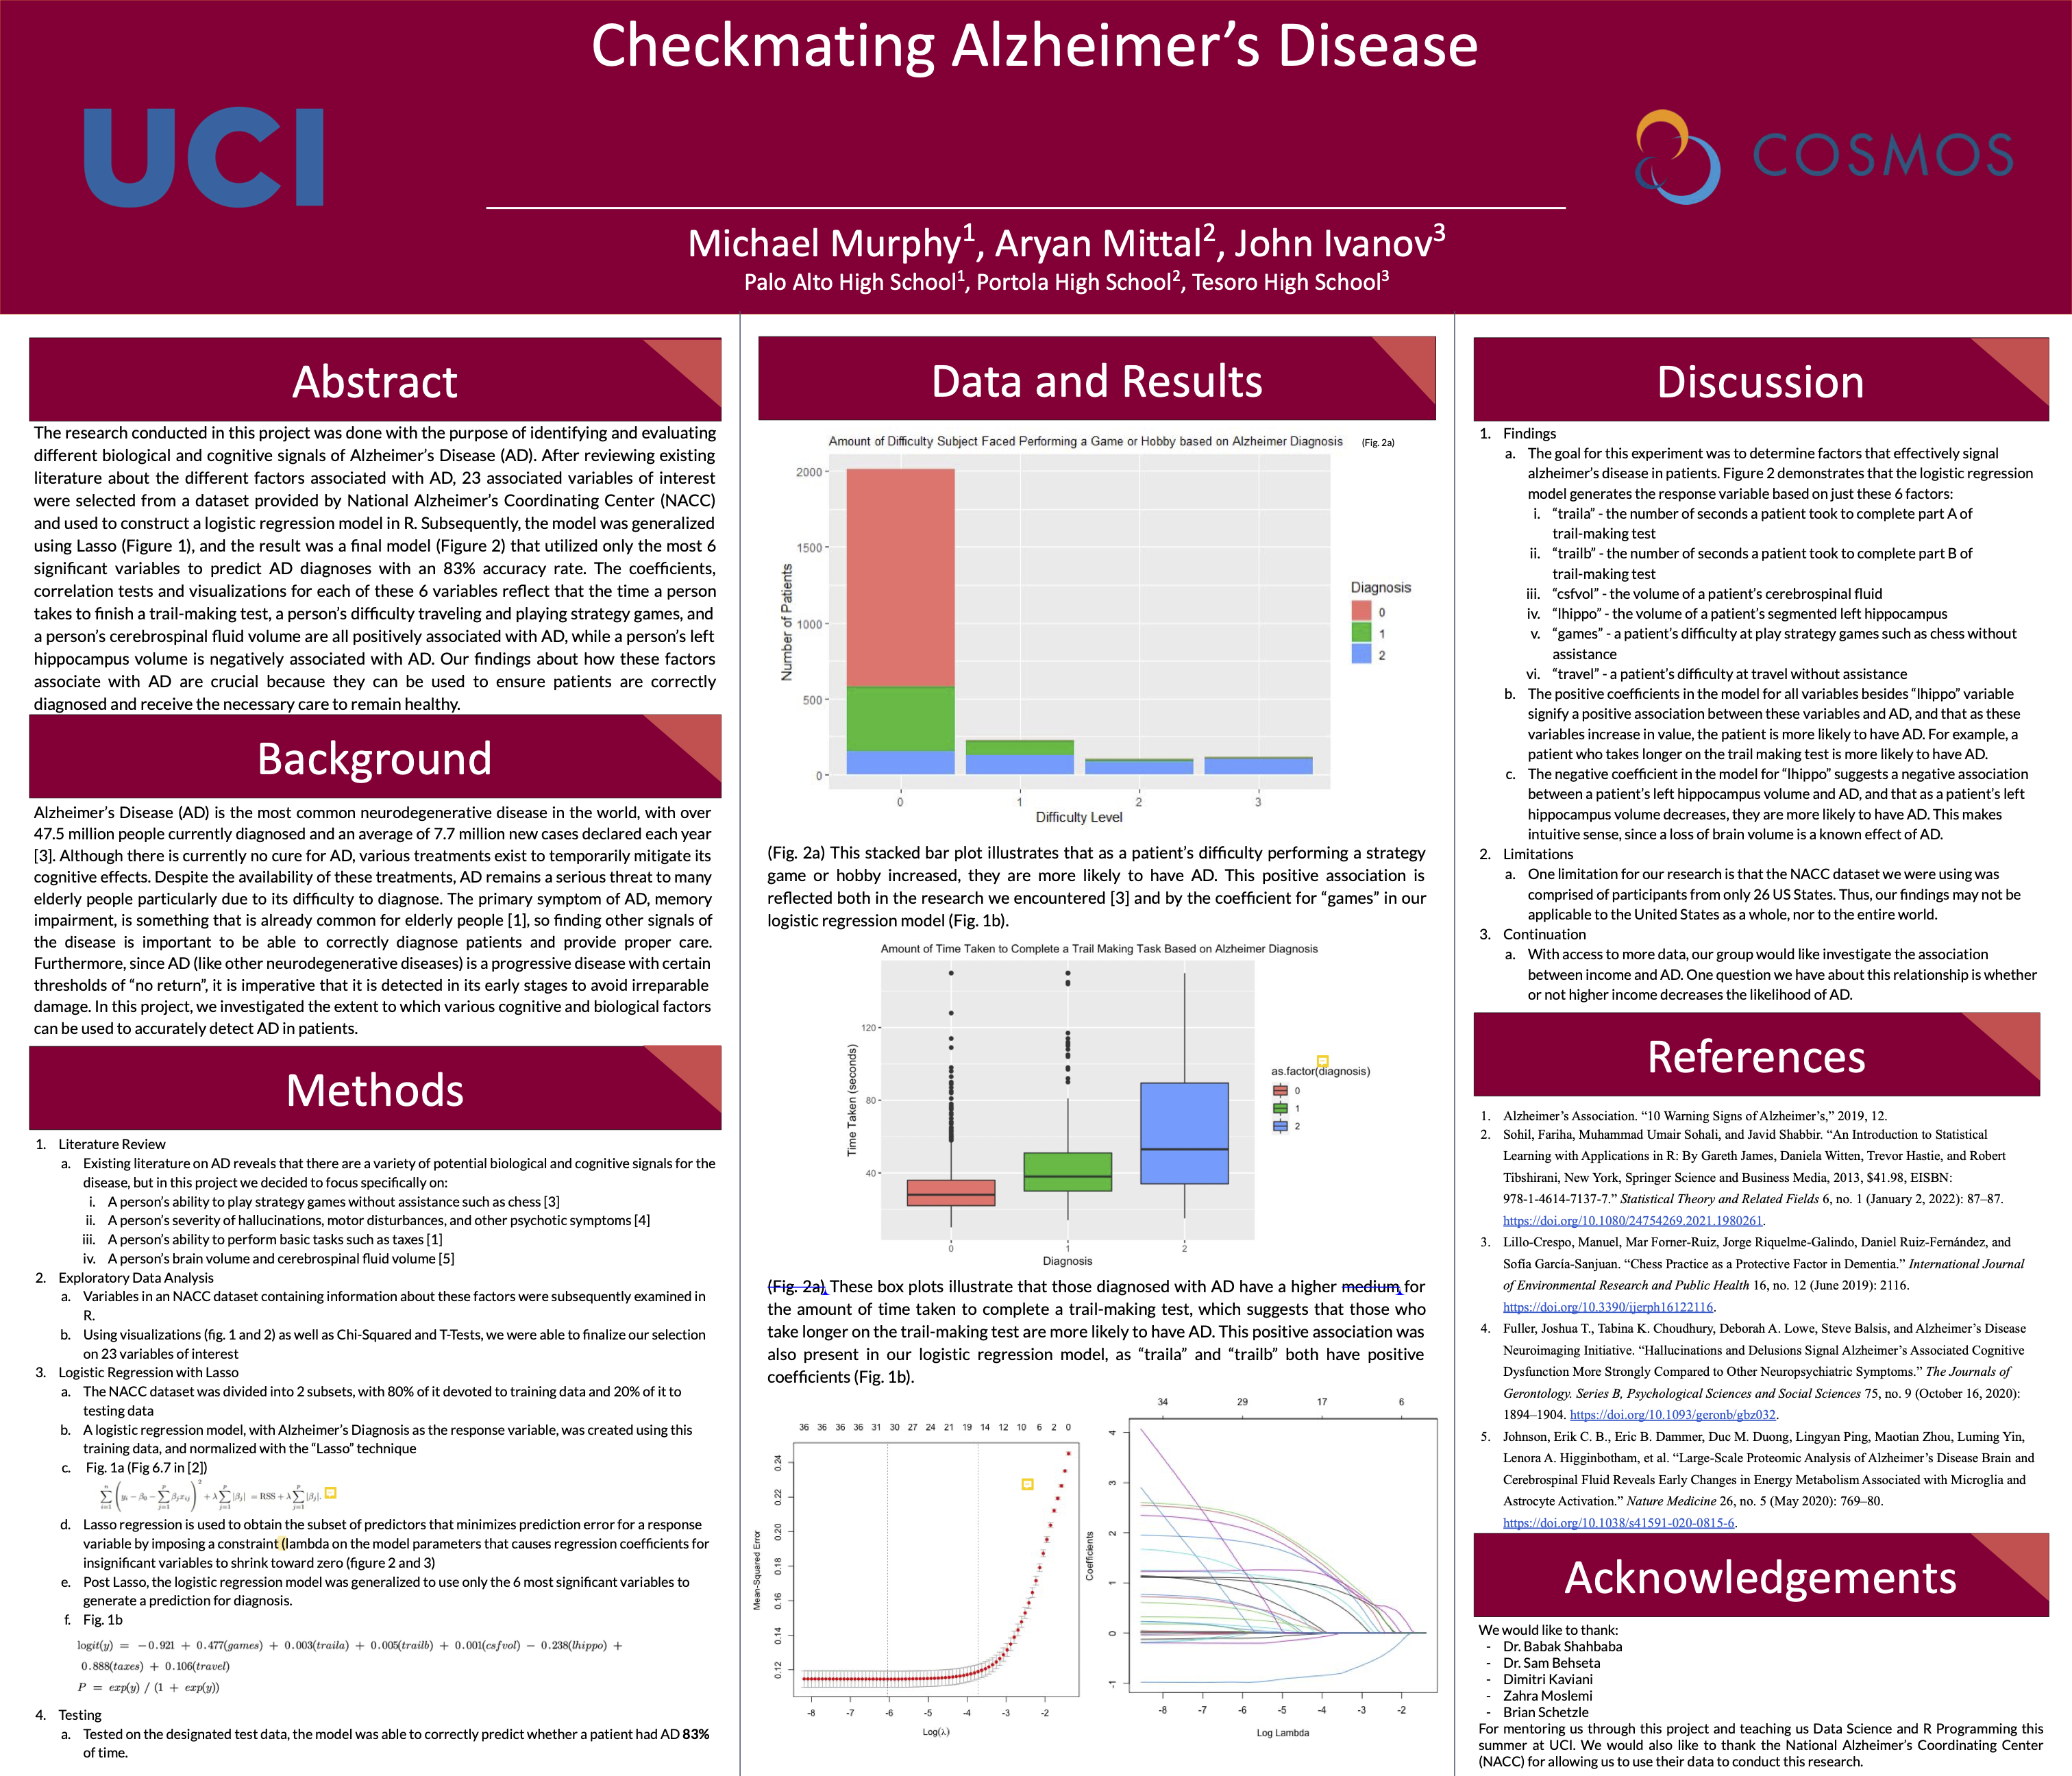 Checkmating Alzheimer's Disease
UCI
COSMOS
Michael Murphy1, Aryan Mittal2, John Ivanov3
Palo Alto High School1, Portola High School2, Tesoro High School3
Abstract
The research conducted in this project was done with the purpose of identifying and evaluating
different biological and cognitive signals of Alzheimer's Disease (AD). After reviewing existing
literature about the different factors associated with AD, 23 associated variables of interest
were selected from a dataset provided by National Alzheimer's Coordinating Center (NACC)
and used to construct a logistic regression model in R. Subsequently, the model was generalized
using Lasso (Figure 1), and the result was a final model (Figure 2) that utilized only the most 6
significant variables to predict AD diagnoses with an 83% accuracy rate. The coefficients,
correlation tests and visualizations for each of these 6 variables reflect that the time a person
takes to finish a trail-making test, a person's difficulty traveling and playing strategy games, and
a person's cerebrospinal fluid volume are all positively associated with AD, while a person's left
hippocampus volume is negatively associated with AD. Our findings about how these factors
associate with AD are crucial because they can be used to ensure patients are correctly
diagnosed and receive the necessary care to remain healthy.
Background
Alzheimer's Disease (AD) is the most common neurodegenerative disease in the world, with over
47.5 million people currently diagnosed and an average of 7.7 million new cases declared each year
[3]. Although there is currently no cure for AD, various treatments exist to temporarily mitigate its
cognitive effects. Despite the availability of these treatments, AD remains a serious threat to many
elderly people particularly due to its difficulty to diagnose. The primary symptom of AD, memory
impairment, is something that is already common for elderly people [1], so finding other signals of
the disease is important to be able to correctly diagnose patients and provide proper care.
Furthermore, since AD (like other neurodegenerative diseases) is a progressive disease with certain
thresholds of "no return", it is imperative that it is detected in its early stages to avoid irreparable
damage. In this project, we investigated the extent to which various cognitive and biological factors
can be used to accurately detect AD in patients.
Methods
1. Literature Review
a. Existing literature on AD reveals that there are a variety of potential biological and cognitive signals for the
disease, but in this project we decided to focus specifically on:
i. A person's ability to play strategy games without assistance such as chess [3]
ii. A person's severity of hallucinations, motor disturbances, and other psychotic symptoms [4]
iii. A person's ability to perform basic tasks such as taxes [1]
iv. A person's brain volume and cerebrospinal fluid volume [5]
2. Exploratory Data Analysis
a. Variables in an NACC dataset containing information about these factors were subsequently examined in
R.
b. Using visualizations (fig. 1 and 2) as well as Chi-Squared and T-Tests, we were able to finalize our selection
on 23 variables of interest
3. Logistic Regression with Lasso
a. The NACC dataset was divided into 2 subsets, with 80% of it devoted to training data and 20% of it to
testing data
b. A logistic regression model, with Alzheimer's Diagnosis as the response variable, was created using this
training data, and normalized with the "Lasso" technique
c. Fig. 1a (Fig 6.7 in [2])
∑ i=1 n (yi − β0 − ∑ j=1 p βjxij)2 + λ ∑ j=1 p |βj| = RSS + λ ∑ j=1 p |βj|.
d. Lasso regression is used to obtain the subset of predictors that minimizes prediction error for a response
variable by imposing a constraint (lambda on the model parameters that causes regression coefficients for
insignificant variables to shrink toward zero (figure 2 and 3)
e. Post Lasso, the logistic regression model was generalized to use only the 6 most significant variables to
generate a prediction for diagnosis.
f. Fig. 1b
logit(y) = −0.921 + 0.477(games) + 0.003(traila) + 0.005(trailb) + 0.001(csfvol) − 0.238(lhippo) +
0.888(taxes) + 0.106(travel)
P = exp(y) / (1 + exp(y))
4. Testing
a. Tested on the designated test data, the model was able to correctly predict whether a patient had AD 83%
of time.
Data and Results
Amount of Difficulty Subject Faced Performing a Game or Hobby based on Alzheimer Diagnosis (Fig. 2a)
Number of Patients
2000
1500
1000
500
0
0 1 2 3
Difficulty Level
Diagnosis
0
1
2
(Fig. 2a) This stacked bar plot illustrates that as a patient's difficulty performing a strategy
game or hobby increased, they are more likely to have AD. This positive association is
reflected both in the research we encountered [3] and by the coefficient for "games" in our
logistic regression model (Fig. 1b).
Amount of Time Taken to Complete a Trail Making Task Based on Alzheimer Diagnosis
Time Taken (seconds)
120
80
40
0 1 2
Diagnosis
as.factor(diagnosis)
0
1
2
(Fig. 2a) These box plots illustrate that those diagnosed with AD have a higher medium for
the amount of time taken to complete a trail-making test, which suggests that those who
take longer on the trail-making test are more likely to have AD. This positive association was
also present in our logistic regression model, as "traila" and "trailb" both have positive
coefficients (Fig. 1b).
36 36 36 36 31 30 27 24 21 19 14 12 10 6 2 0
Mean-Squared Error
0.24
0.22
0.20
0.18
0.16
0.14
0.12
-8 -7 -6 -5 -4 -3 -2
Log(λ)
34 29 17 6
Coefficients
4
3
2
1
0
-1
-8 -7 -6 -5 -4 -3 -2
Log Lambda
Discussion
1. Findings
a. The goal for this experiment was to determine factors that effectively signal
alzheimer's disease in patients. Figure 2 demonstrates that the logistic regression
model generates the response variable based on just these 6 factors:
i. "traila" - the number of seconds a patient took to complete part A of
trail-making test
ii. "trailb" - the number of seconds a patient took to complete part B of
trail-making test
iii. "csfvol" - the volume of a patient's cerebrospinal fluid
iv. "lhippo" - the volume of a patient's segmented left hippocampus
v. "games" - a patient's difficulty at play strategy games such as chess without
assistance
vi. "travel" - a patient's difficulty at travel without assistance
b. The positive coefficients in the model for all variables besides "lhippo" variable
signify a positive association between these variables and AD, and that as these
variables increase in value, the patient is more likely to have AD. For example, a
patient who takes longer on the trail making test is more likely to have AD.
c. The negative coefficient in the model for "lhippo" suggests a negative association
between a patient's left hippocampus volume and AD, and that as a patient's left
hippocampus volume decreases, they are more likely to have AD. This makes
intuitive sense, since a loss of brain volume is a known effect of AD.
2. Limitations
a. One limitation for our research is that the NACC dataset we were using was
comprised of participants from only 26 US States. Thus, our findings may not be
applicable to the United States as a whole, nor to the entire world.
3. Continuation
a. With access to more data, our group would like investigate the association
between income and AD. One question we have about this relationship is whether
or not higher income decreases the likelihood of AD.
References
1. Alzheimer's Association. "10 Warning Signs of Alzheimer's," 2019, 12.
2. Sohil, Fariha, Muhammad Umair Sohali, and Javid Shabbir. "An Introduction to Statistical
Learning with Applications in R: By Gareth James, Daniela Witten, Trevor Hastie, and Robert
Tibshirani, New York, Springer Science and Business Media, 2013, $41.98, EISBN:
978-1-4614-7137-7." Statistical Theory and Related Fields 6, no. 1 (January 2, 2022): 87–87.
https://doi.org/10.1080/24754269.2021.1980261.
3. Lillo-Crespo, Manuel, Mar Forner-Ruiz, Jorge Riquelme-Galindo, Daniel Ruiz-Fernández, and
Sofía García-Sanjuan. "Chess Practice as a Protective Factor in Dementia." International Journal
of Environmental Research and Public Health 16, no. 12 (June 2019): 2116.
https://doi.org/10.3390/ijerph16122116.
4. Fuller, Joshua T., Tabina K. Choudhury, Deborah A. Lowe, Steve Balsis, and Alzheimer's Disease
Neuroimaging Initiative. "Hallucinations and Delusions Signal Alzheimer's Associated Cognitive
Dysfunction More Strongly Compared to Other Neuropsychiatric Symptoms." The Journals of
Gerontology. Series B, Psychological Sciences and Social Sciences 75, no. 9 (October 16, 2020):
1894–1904. https://doi.org/10.1093/geronb/gbz032.
5. Johnson, Erik C. B., Eric B. Dammer, Duc M. Duong, Lingyan Ping, Maotian Zhou, Luming Yin,
Lenora A. Higginbotham, et al. "Large-Scale Proteomic Analysis of Alzheimer's Disease Brain and
Cerebrospinal Fluid Reveals Early Changes in Energy Metabolism Associated with Microglia and
Astrocyte Activation." Nature Medicine 26, no. 5 (May 2020): 769–80.
https://doi.org/10.1038/s41591-020-0815-6.
Acknowledgements
We would like to thank:
- Dr. Babak Shahbaba
- Dr. Sam Behseta
- Dimitri Kaviani
- Zahra Moslemi
- Brian Schetzle
For mentoring us through this project and teaching us Data Science and R Programming this
summer at UCI. We would also like to thank the National Alzheimer's Coordinating Center
(NACC) for allowing us to use their data to conduct this research.